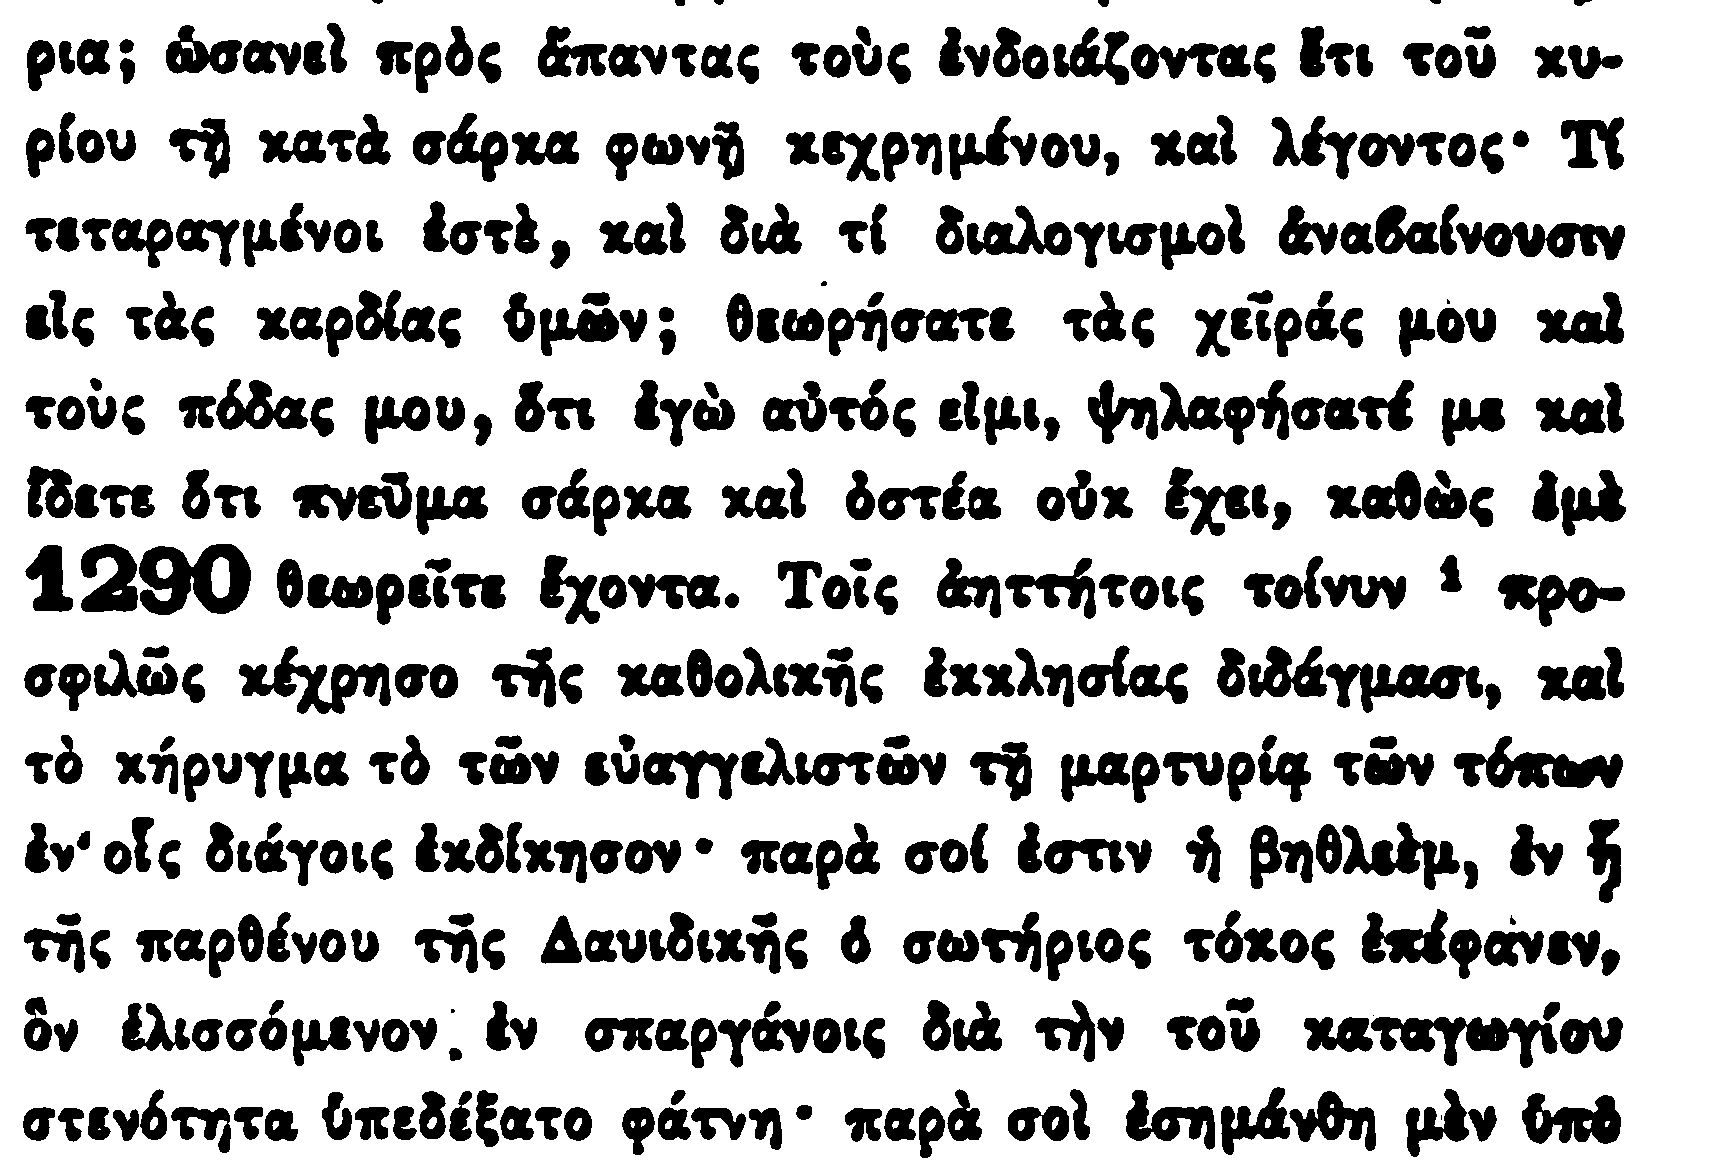 ρια; ὡσανεὶ πρὸς ἅπαντας τοὺς ἐνδοιάζοντας ἔτι τοῦ κυ-
ρίου τῇ κατὰ σάρκα φωνῇ κεχρημένου, καὶ λέγοντος· Τί
τεταραγμένοι ἐστὲ, καὶ διὰ τί διαλογισμοὶ ἀναβαίνουσιν
εἰς τὰς καρδίας ὑμῶν; θεωρήσατε τὰς χεῖράς μου καὶ
τοὺς πόδας μου, ὅτι ἐγὼ αὐτός εἰμι, ψηλαφήσατέ με καὶ
ἴδετε ὅτι πνεῦμα σάρκα καὶ ὀστέα οὐκ ἔχει, καθὼς ἐμὲ
1290 θεωρεῖτε ἔχοντα. Τοῖς ἀηττήτοις τοίνυν 1 προ-
σφιλῶς κέχρησο τῆς καθολικῆς ἐκκλησίας διδάγμασι, καὶ
τὸ κήρυγμα τὸ τῶν εὐαγγελιστῶν τῇ μαρτυρίᾳ τῶν τόπων
ἐν οἷς διάγοις ἐκδίκησον· παρὰ σοί ἐστιν ἡ βηθλεὲμ, ἐν ᾗ
τῆς παρθένου τῆς Δαυιδικῆς ὁ σωτήριος τόκος ἐπέφανεν,
ὃν ἑλισσόμενον ἐν σπαργάνοις διὰ τὴν τοῦ καταγωγίου
στενότητα ὑπεδέξατο φάτνη· παρὰ σοὶ ἐσημάνθη μὲν ὑπὸ